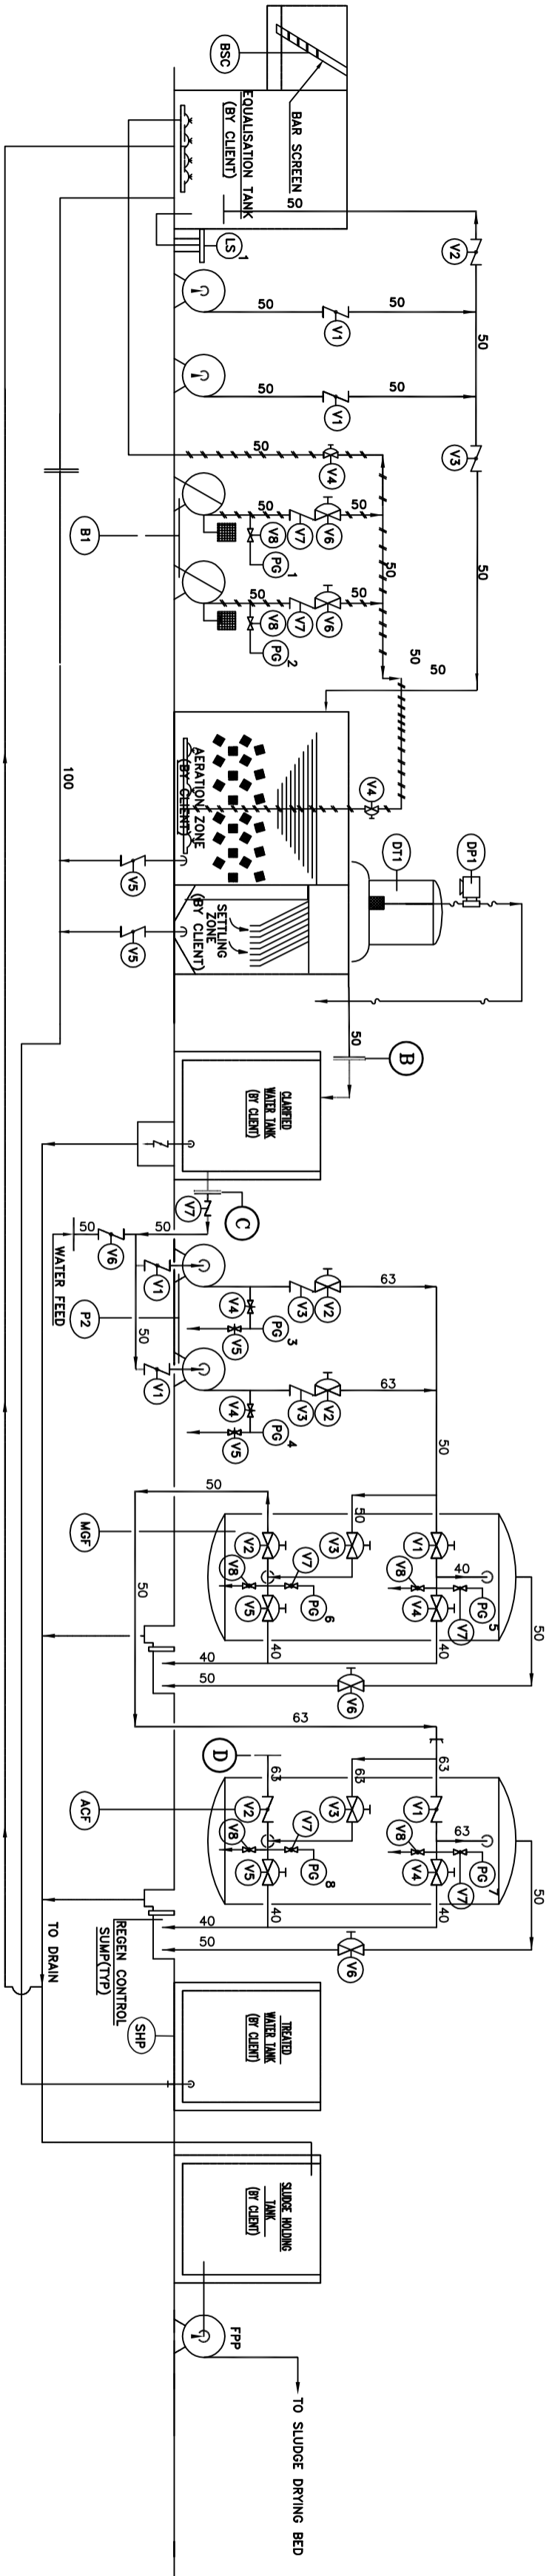 BSC
BAR SCREEN
EQUALISATION TANK
(BY CLIENT)
50
LS
1
V2
50
50
V1
50
50
50
V1
V3
50
50
V4
50
V6
V7
V8
PG
1
50
50
V6
V7
V8
PG
2
50
50
50
50
B1
100
AERATION ZONE
(BY CLIENT)
V4
V5
SETTLING
ZONE
(BY CLIENT)
V5
DT1
DP1
50
B
CLARIFIED
WATER TANK
(BY CLIENT)
V7
C
50
50
V6
WATER FEED
V1
50
V1
P2
63
V2
V3
V4
PG
3
V5
63
V2
V3
V4
PG
4
V5
50
MGF
50
50
V1
40
V3
V2
V4
V5
V8
V7
PG
5
V7
V8
PG
6
50
40
40
40
50
50
V6
63
63
63
D
63
ACF
V1
63
V3
V2
V4
V5
V8
V7
PG
7
V7
V8
PG
8
50
40
40
40
50
V6
REGEN CONTROL
SUMP(TYP)
TO DRAIN
SHP
TREATED
WATER TANK
(BY CLIENT)
SLUDGE HOLDING
TANK
(BY CLIENT)
FPP
TO SLUDGE DRYING BED